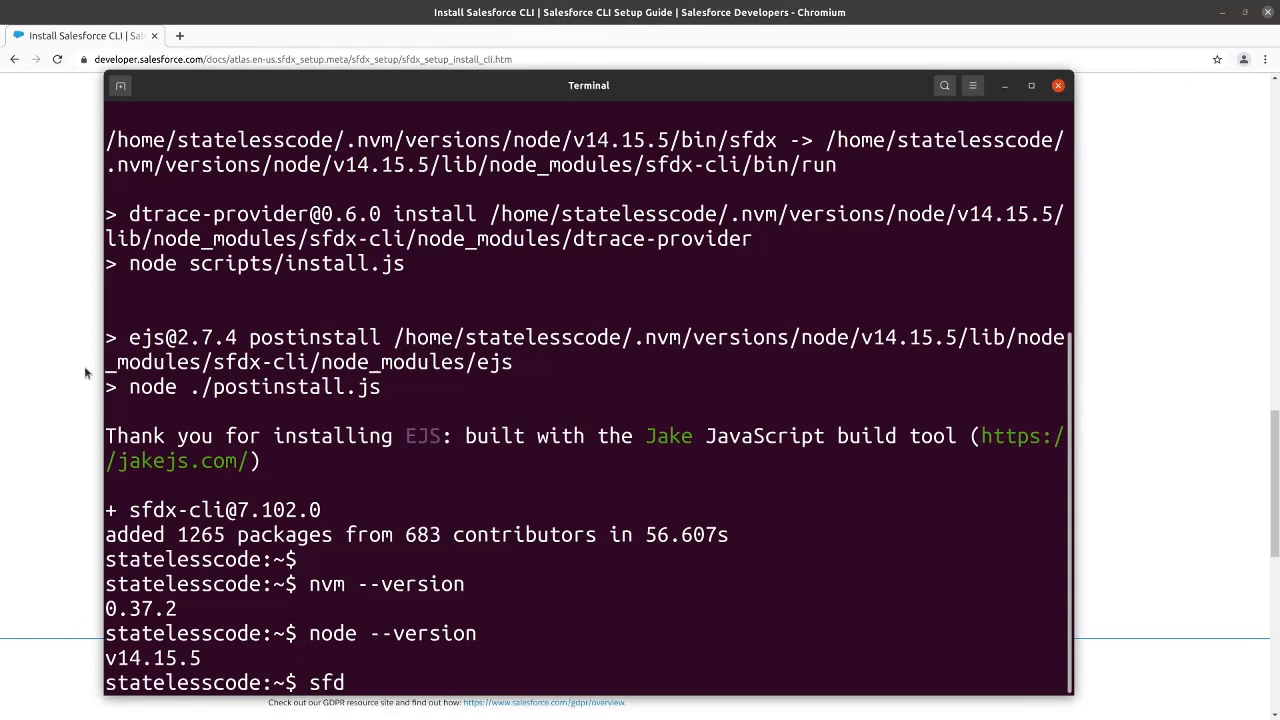 Install Salesforce CLI | Salesforce CLI Setup Guide | Salesforce Developers - Chromium
Install Salesforce CLI | Sal
developer.salesforce.com/docs/atlas.en-us.sfdx_setup.meta/sfdx_setup/sfdx_setup_install_cli.htm
Terminal
/home/statelesscode/.nvm/versions/node/v14.15.5/bin/sfdx -> /home/statelesscode/
.nvm/versions/node/v14.15.5/lib/node_modules/sfdx-cli/bin/run
> dtrace-provider@0.6.0 install /home/statelesscode/.nvm/versions/node/v14.15.5/
lib/node_modules/sfdx-cli/node_modules/dtrace-provider
> node scripts/install.js
> ejs@2.7.4 postinstall /home/statelesscode/.nvm/versions/node/v14.15.5/lib/node
_modules/sfdx-cli/node_modules/ejs
> node ./postinstall.js
Thank you for installing EJS: built with the Jake JavaScript build tool (https:/
/jakejs.com/)
+ sfdx-cli@7.102.0
added 1265 packages from 683 contributors in 56.607s
statelesscode:~$
statelesscode:~$ nvm --version
0.37.2
statelesscode:~$ node --version
v14.15.5
statelesscode:~$ sfd
Check out our GDPR resource site and find out how: https://www.salesforce.com/gdpr/overview.